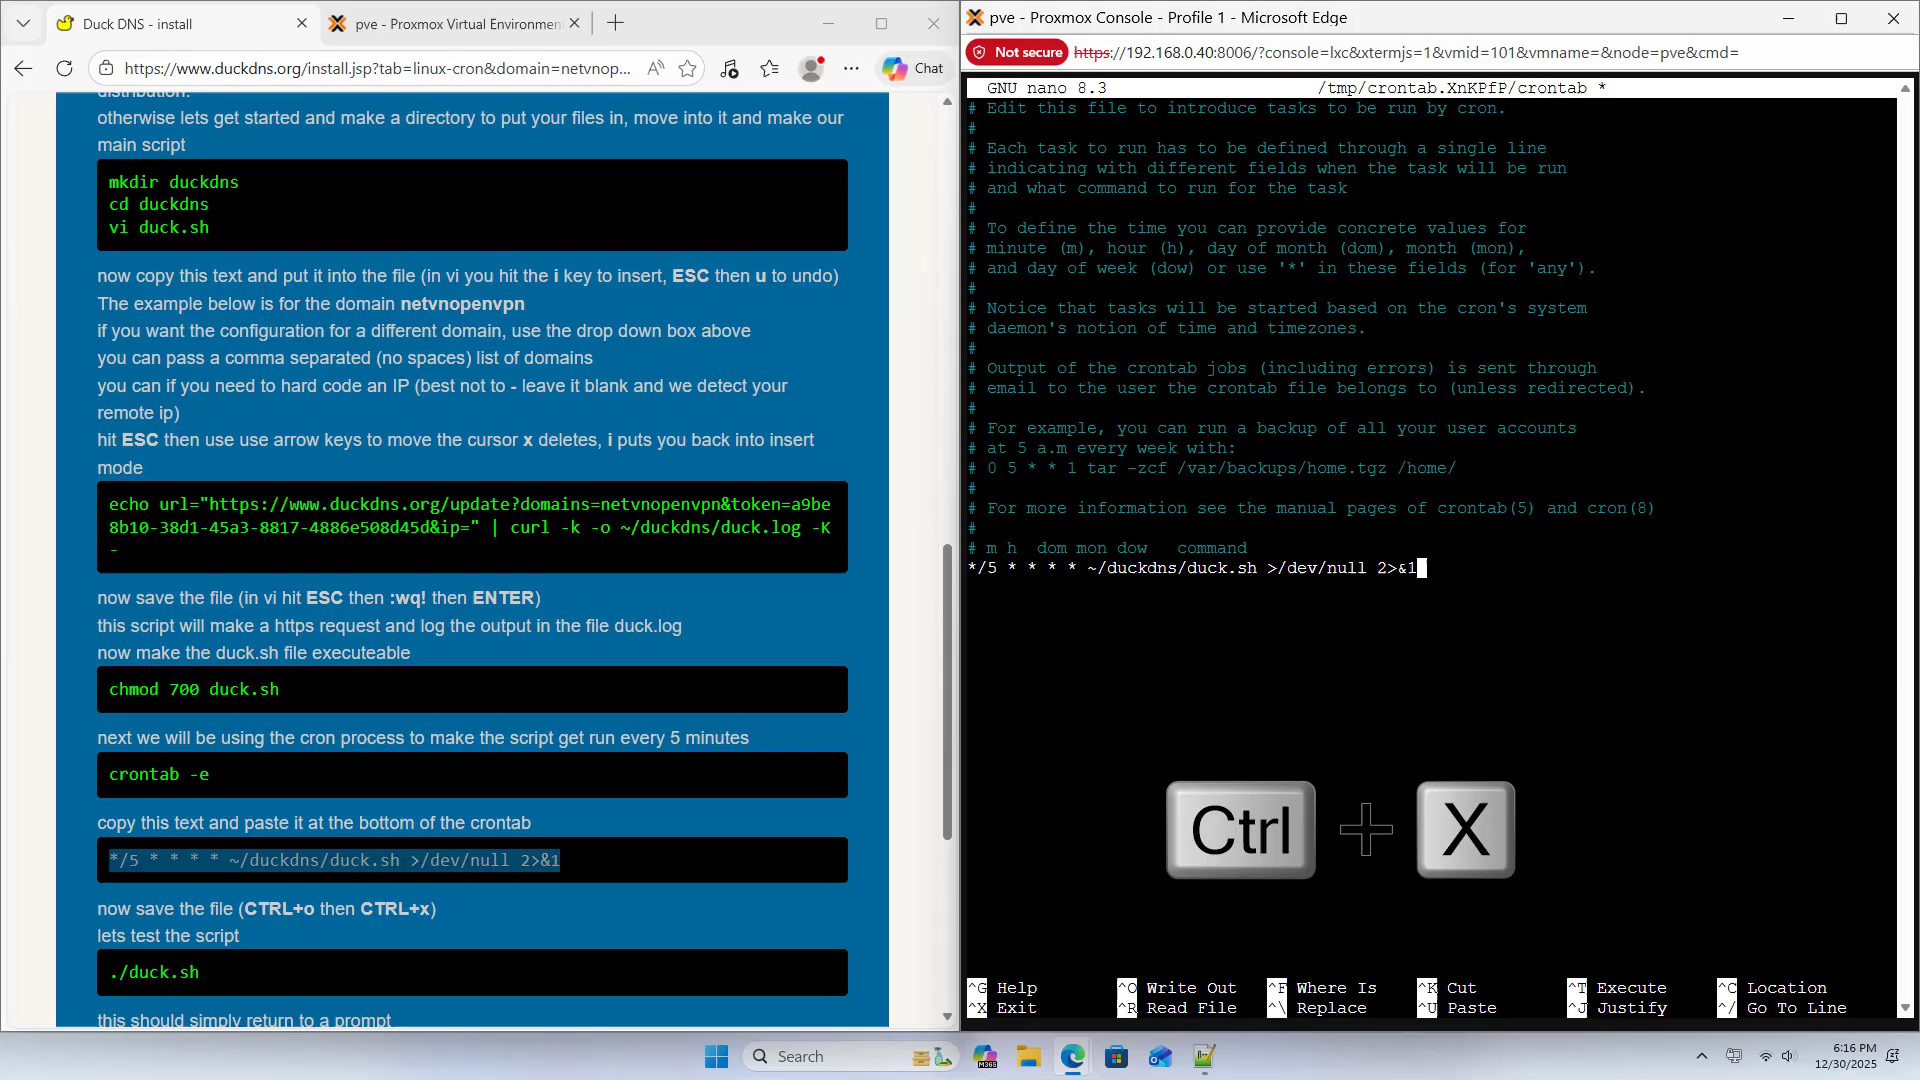 Duck DNS - install
pve - Proxmox Virtual Environmen
https://www.duckdns.org/install.jsp?tab=linux-cron&domain=netvnop...
Chat
distribution.
otherwise lets get started and make a directory to put your files in, move into it and make our
main script
mkdir duckdns
cd duckdns
vi duck.sh
now copy this text and put it into the file (in vi you hit the i key to insert, ESC then u to undo)
The example below is for the domain netvnopenvpn
if you want the configuration for a different domain, use the drop down box above
you can pass a comma separated (no spaces) list of domains
you can if you need to hard code an IP (best not to - leave it blank and we detect your
remote ip)
hit ESC then use use arrow keys to move the cursor x deletes, i puts you back into insert
mode
echo url="https://www.duckdns.org/update?domains=netvnopenvpn&token=a9be
8b10-38d1-45a3-8817-4886e508d45d&ip=" | curl -k -o ~/duckdns/duck.log -K
-
now save the file (in vi hit ESC then :wq! then ENTER)
this script will make a https request and log the output in the file duck.log
now make the duck.sh file executeable
chmod 700 duck.sh
next we will be using the cron process to make the script get run every 5 minutes
crontab -e
copy this text and paste it at the bottom of the crontab
*/5 * * * * ~/duckdns/duck.sh >/dev/null 2>&1
now save the file (CTRL+o then CTRL+x)
lets test the script
./duck.sh
this should simply return to a prompt
pve - Proxmox Console - Profile 1 - Microsoft Edge
Not secure
https://192.168.0.40:8006/?console=lxc&xtermjs=1&vmid=101&vmname=&node=pve&cmd=
GNU nano 8.3 /tmp/crontab.XnKPfP/crontab *
# Edit this file to introduce tasks to be run by cron.
#
# Each task to run has to be defined through a single line
# indicating with different fields when the task will be run
# and what command to run for the task
#
# To define the time you can provide concrete values for
# minute (m), hour (h), day of month (dom), month (mon),
# and day of week (dow) or use '*' in these fields (for 'any').
#
# Notice that tasks will be started based on the cron's system
# daemon's notion of time and timezones.
#
# Output of the crontab jobs (including errors) is sent through
# email to the user the crontab file belongs to (unless redirected).
#
# For example, you can run a backup of all your user accounts
# at 5 a.m every week with:
# 0 5 * * 1 tar -zcf /var/backups/home.tgz /home/
#
# For more information see the manual pages of crontab(5) and cron(8)
#
# m h  dom mon dow   command
*/5 * * * * ~/duckdns/duck.sh >/dev/null 2>&1
Ctrl + X
^G Help ^O Write Out ^F Where Is ^K Cut ^T Execute ^C Location
^X Exit ^R Read File ^\ Replace ^U Paste ^J Justify ^/ Go To Line
Search
M365
6:16 PM
12/30/2025